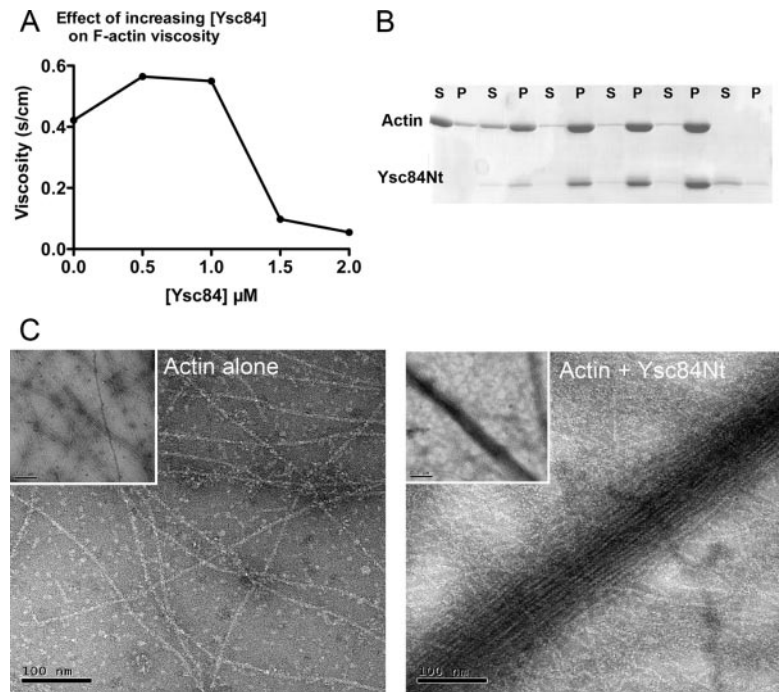 A
Effect of increasing [Ysc84]
on F-actin viscosity
Viscosity (s/cm)
0.6
0.4
0.2
0.0
0.0 0.5 1.0 1.5 2.0
[Ysc84] µM
B
S P S P S P S P S P S P
Actin
Ysc84Nt
C
Actin alone
100 nm
Actin + Ysc84Nt
100 nm